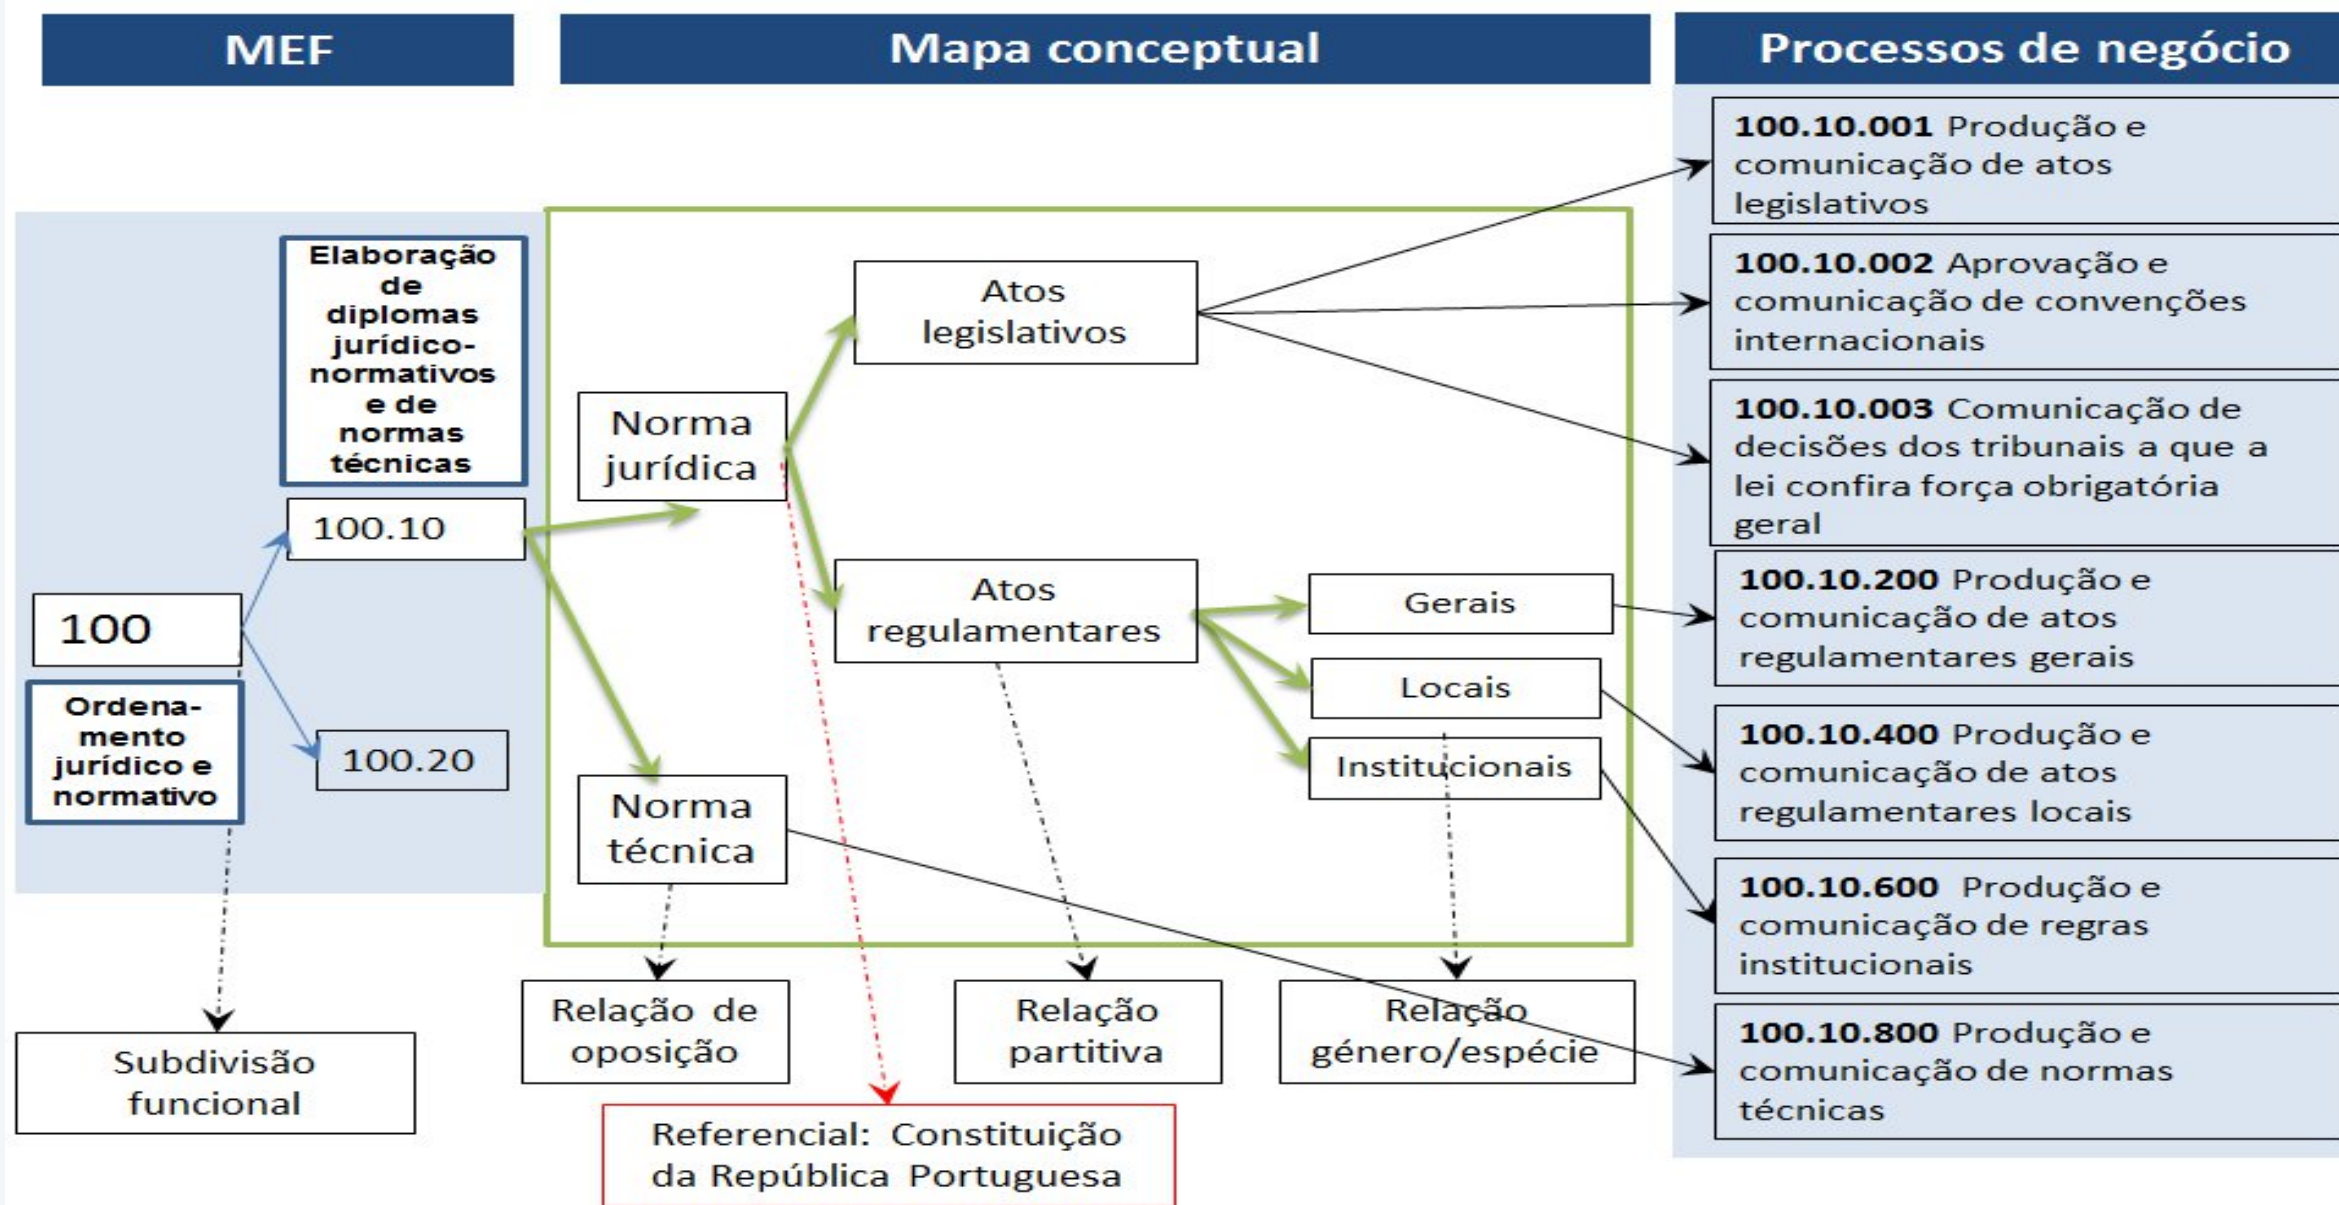 MEF
Mapa conceptual
Processos de negócio
Elaboração
de
diplomas
jurídico-
normativos
e de
normas
técnicas
100.10
100
Ordena-
mento
jurídico e
normativo
100.20
Subdivisão
funcional
Norma
jurídica
Norma
técnica
Atos
legislativos
Atos
regulamentares
Gerais
Locais
Institucionais
Relação de
oposição
Relação
partitiva
Relação
género/espécie
Referencial: Constituição
da República Portuguesa
100.10.001 Produção e
comunicação de atos
legislativos
100.10.002 Aprovação e
comunicação de convenções
internacionais
100.10.003 Comunicação de
decisões dos tribunais a que a
lei confira força obrigatória
geral
100.10.200 Produção e
comunicação de atos
regulamentares gerais
100.10.400 Produção e
comunicação de atos
regulamentares locais
100.10.600 Produção e
comunicação de regras
institucionais
100.10.800 Produção e
comunicação de normas
técnicas